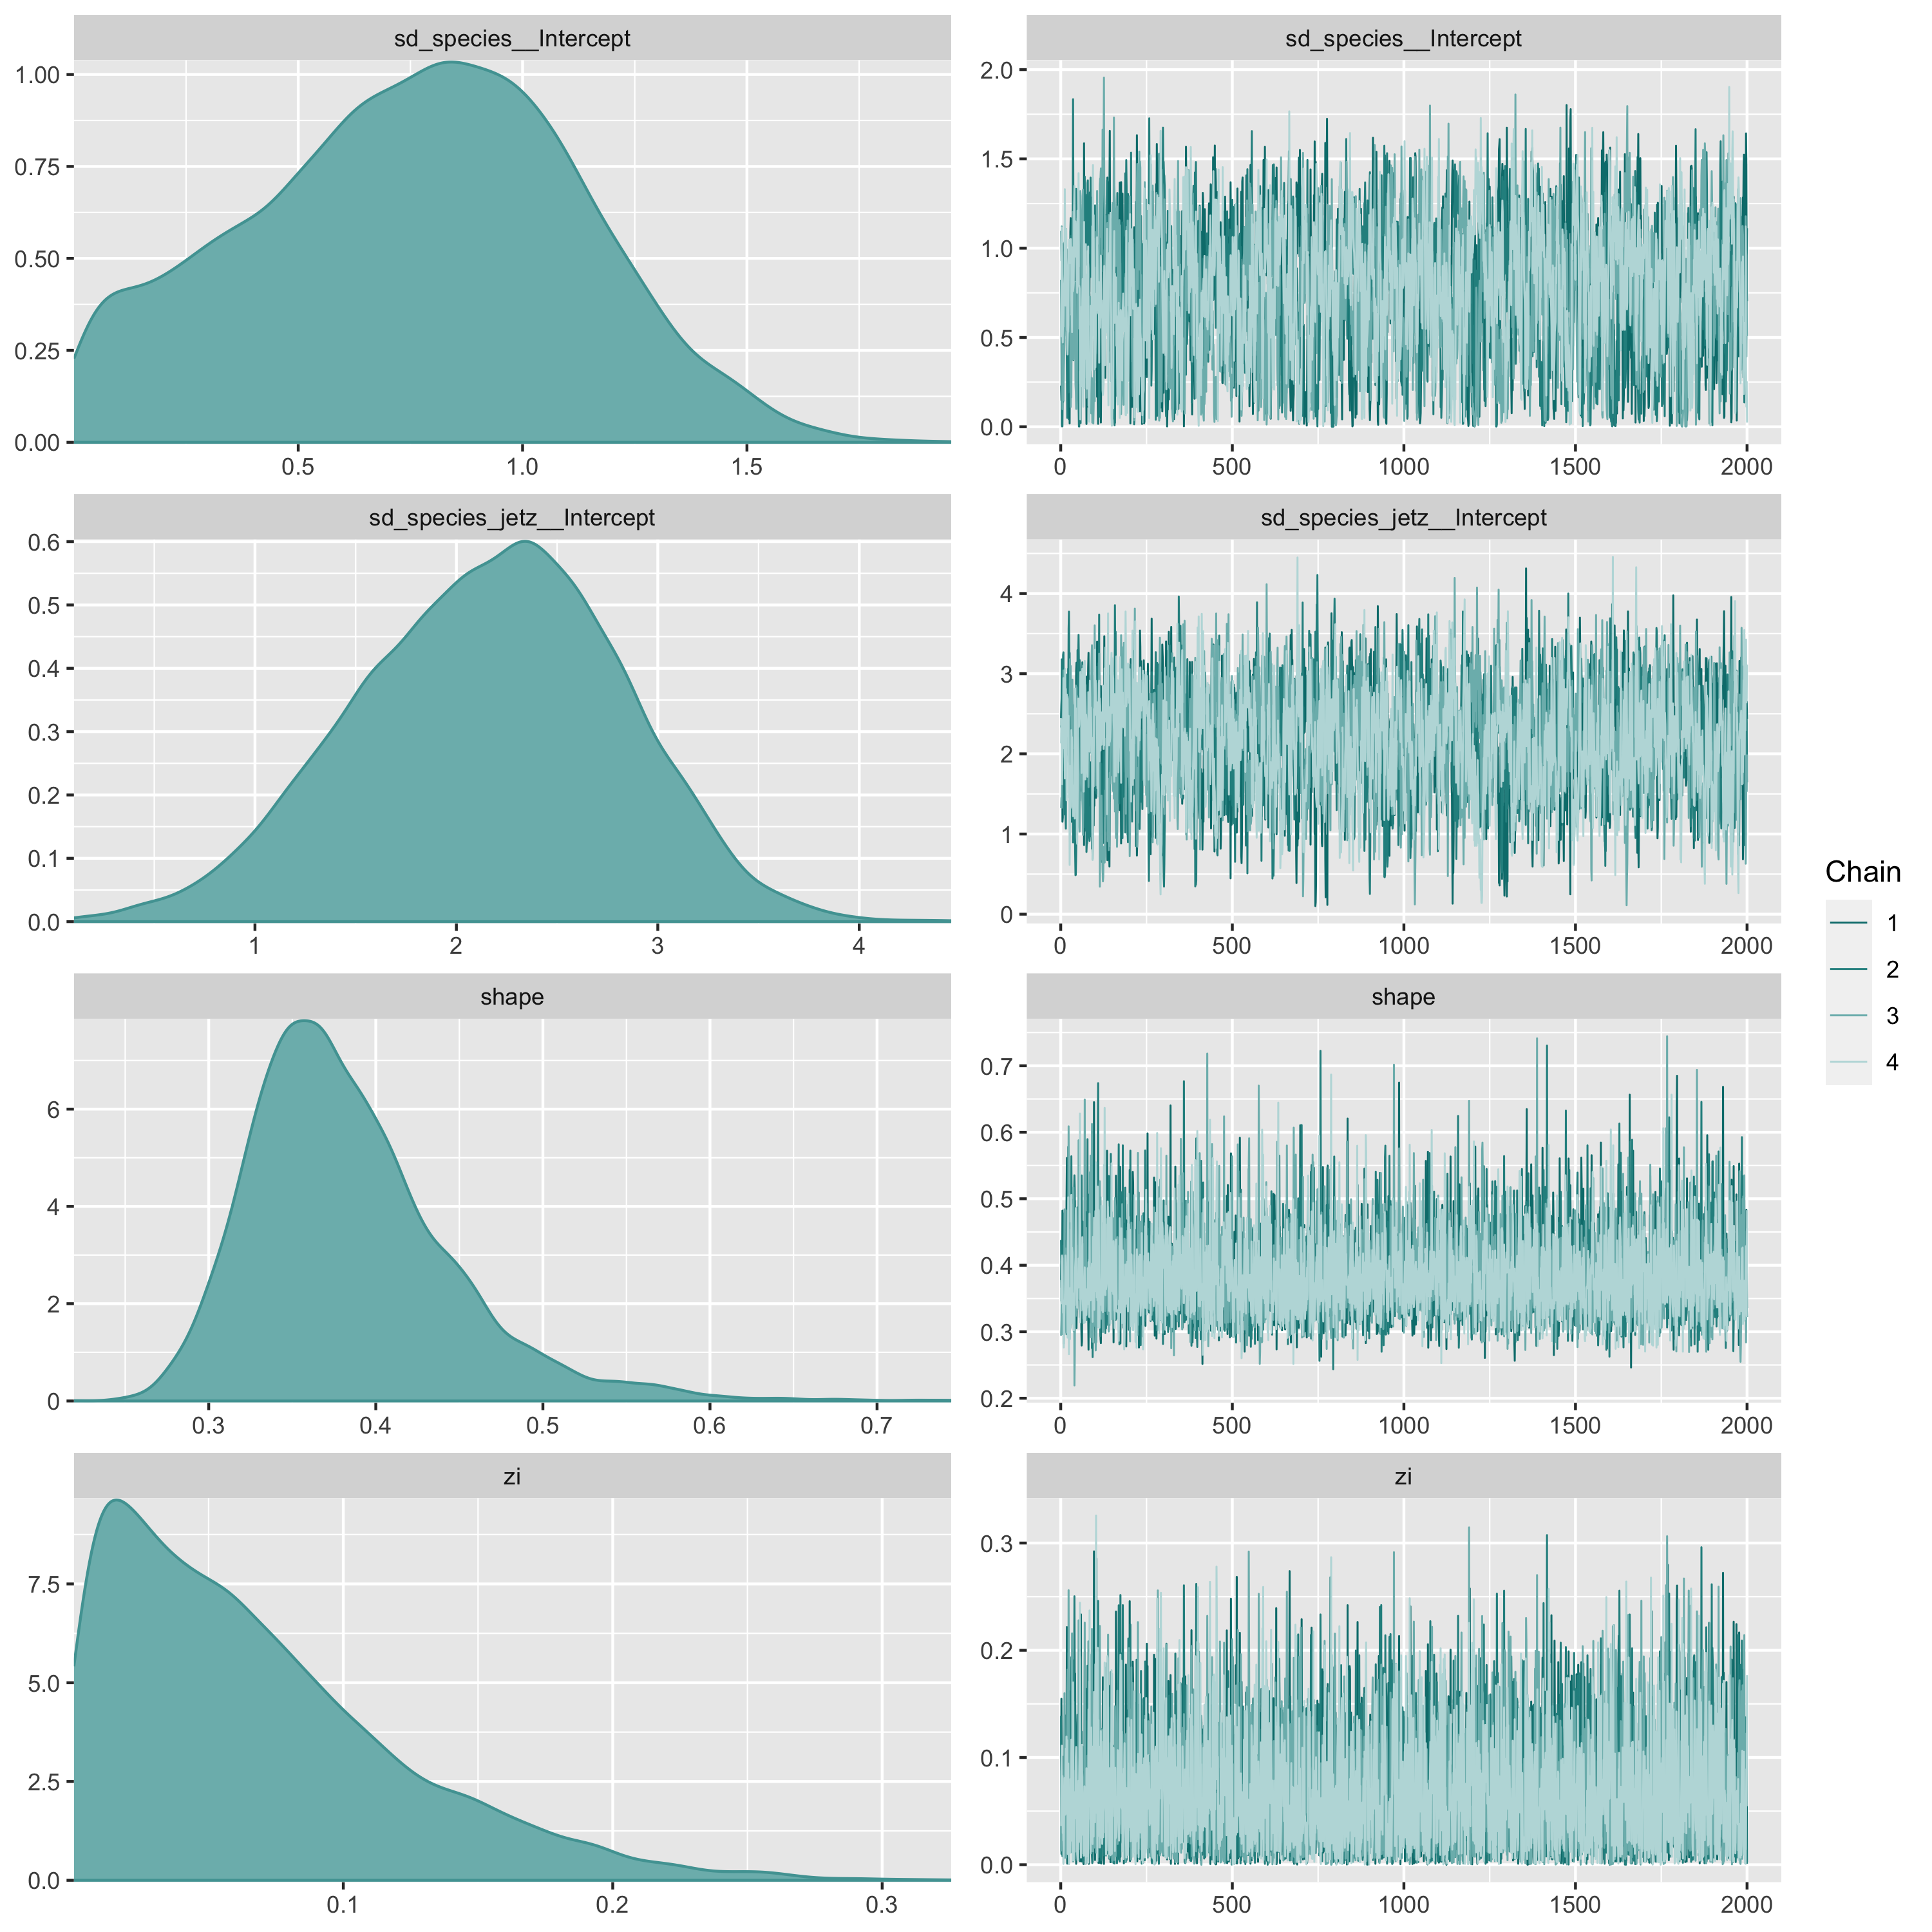 sd_species__Intercept
1.00
0.75
0.50
0.25
0.00
0.5 1.0 1.5
sd_species__Intercept
2.0
1.5
1.0
0.5
0.0
0 500 1000 1500 2000
sd_species_jetz__Intercept
0.6
0.5
0.4
0.3
0.2
0.1
0.0
1 2 3 4
sd_species_jetz__Intercept
4
3
2
1
0
0 500 1000 1500 2000
shape
6
4
2
0
0.3 0.4 0.5 0.6 0.7
shape
0.7
0.6
0.5
0.4
0.3
0.2
0 500 1000 1500 2000
zi
7.5
5.0
2.5
0.0
0.1 0.2 0.3
zi
0.3
0.2
0.1
0.0
0 500 1000 1500 2000
Chain
1
2
3
4